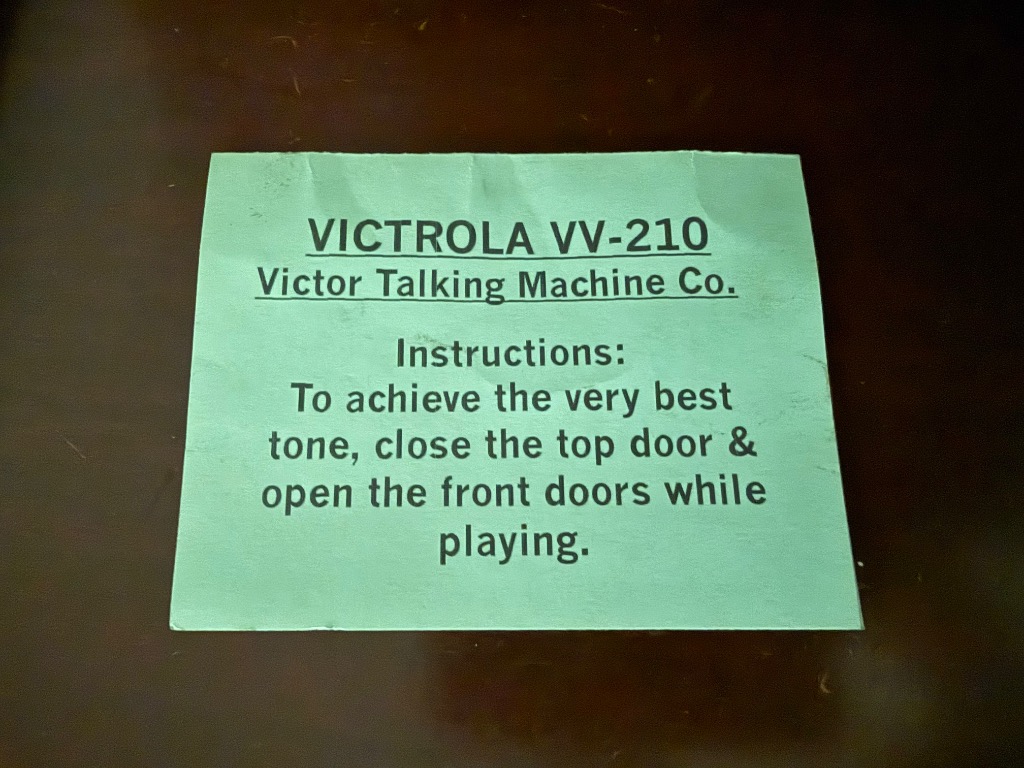 VICTROLA VV-210
Victor Talking Machine Co.
Instructions:
To achieve the very best
tone, close the top door &
open the front doors while
playing.